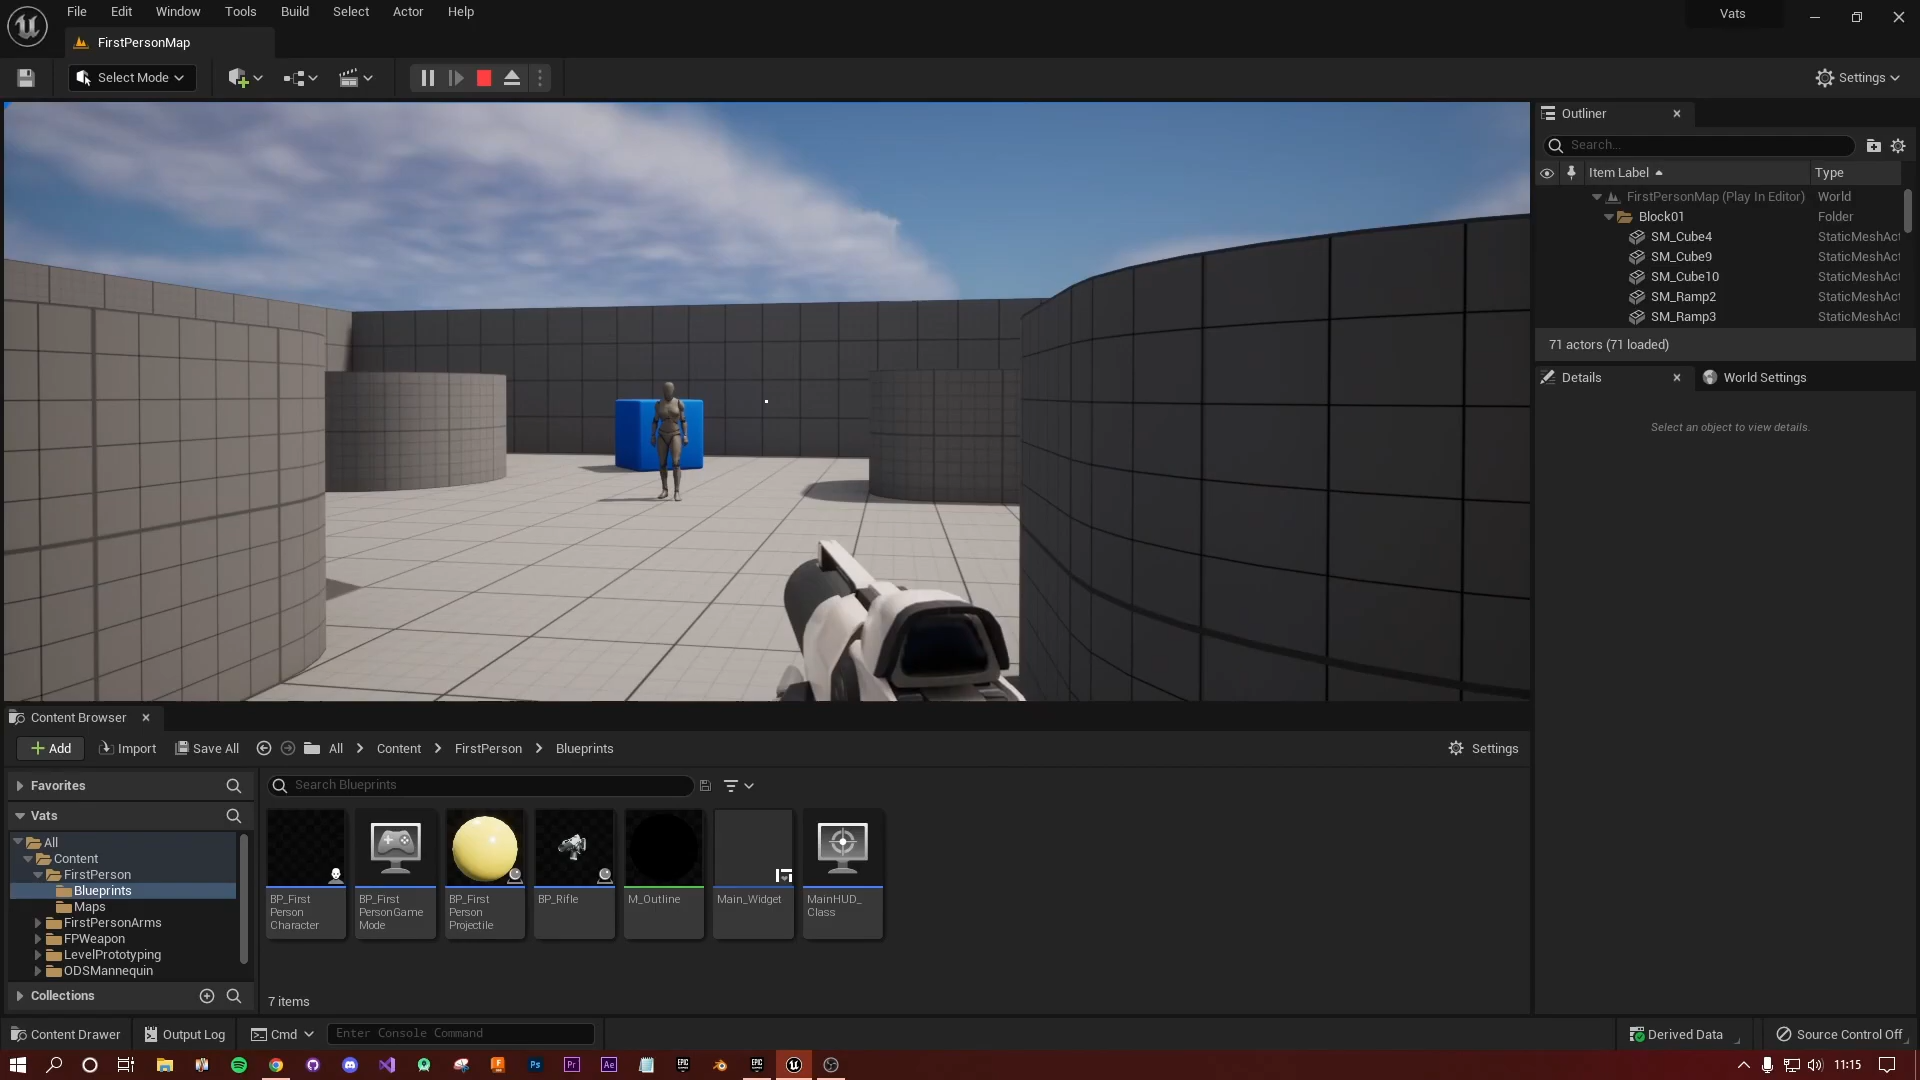 File Edit Window Tools Build Select Actor Help
Vats
FirstPersonMap
Select Mode
Settings
Outliner
Search...
Item Label Type
FirstPersonMap (Play In Editor) World
Block01 Folder
SM_Cube4 StaticMeshAct
SM_Cube9 StaticMeshAct
SM_Cube10 StaticMeshAct
SM_Ramp2 StaticMeshAct
SM_Ramp3 StaticMeshAct
71 actors (71 loaded)
Details World Settings
Select an object to view details.
Content Browser
Add Import Save All All Content FirstPerson Blueprints Settings
Favorites
Search Blueprints
Vats
All
Content
FirstPerson
Blueprints
Maps
FirstPersonArms
FPWeapon
LevelPrototyping
ODSMannequin
Collections
BP_First
Person
Character
BP_First
PersonGame
Mode
BP_First
Person
Projectile
BP_Rifle
M_Outline
Main_Widget
MainHUD_
Class
7 items
Content Drawer Output Log Cmd Enter Console Command Derived Data Source Control Off
Ps Pr Ae EPIC EPIC
11:15